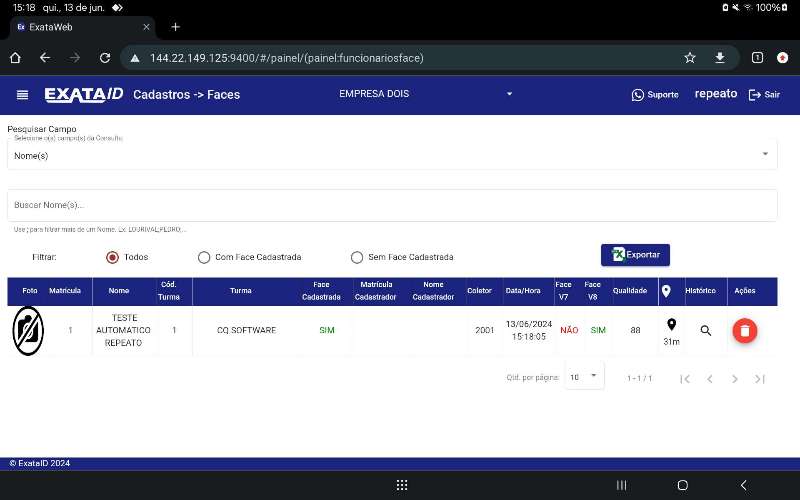 15:18 qui., 13 de jun.
100%
Ex ExataWeb
144.22.149.125:9400/#/painel/(painel:funcionariosface)
1
EXATAID Cadastros -> Faces EMPRESA DOIS Suporte repeato Sair
Pesquisar Campo
Selecione o(s) campo(s) da Consulta
Nome(s)
Buscar Nome(s)...
Use ; para filtrar mais de um Nome. Ex: LOURIVAL;PEDRO;...
Filtrar: Todos Com Face Cadastrada Sem Face Cadastrada Exportar
Foto Matrícula Nome Cód. Turma Turma Face Cadastrada Matrícula Cadastrador Nome Cadastrador Coletor Data/Hora Face V7 Face V8 Qualidade Histórico Ações
1 TESTE AUTOMATICO REPEATO 1 CQ.SOFTWARE SIM 2001 13/06/2024 15:18:05 NÃO SIM 88 31m
Qtd. por página: 10 1 - 1 / 1
© ExataID 2024